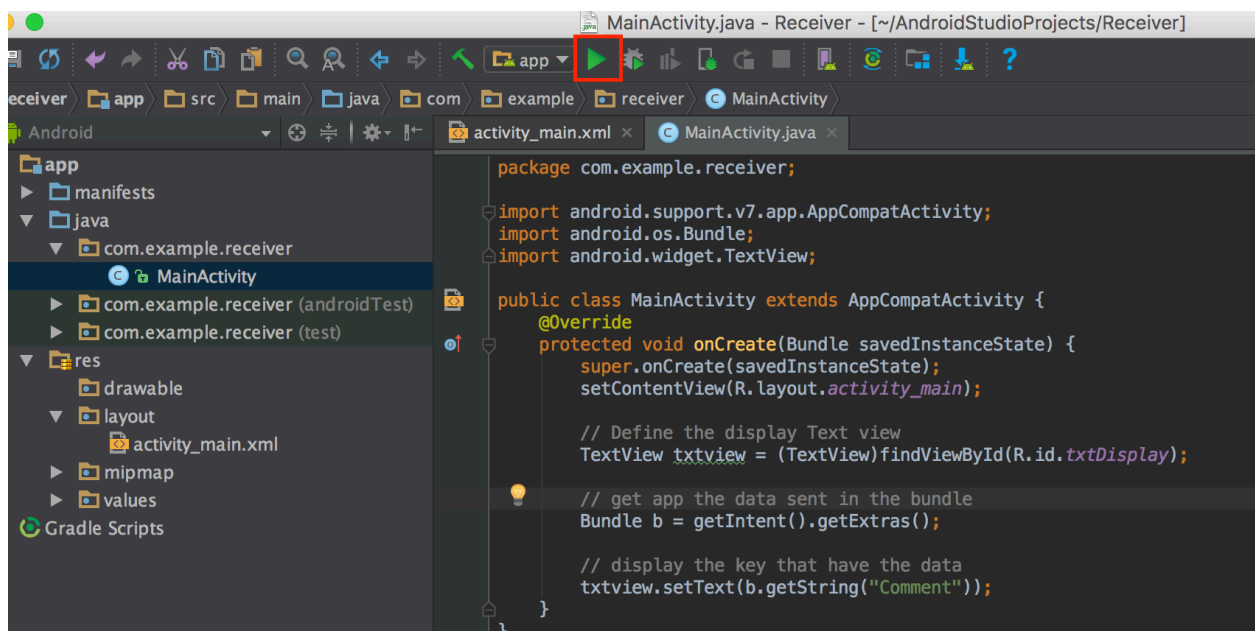 MainActivity.java - Receiver - [~/AndroidStudioProjects/Receiver]
app
?
eceiver app src main java com example receiver MainActivity
Android
activity_main.xml
MainActivity.java
app
manifests
java
com.example.receiver
MainActivity
com.example.receiver (androidTest)
com.example.receiver (test)
res
drawable
layout
activity_main.xml
mipmap
values
Gradle Scripts
package com.example.receiver;
import android.support.v7.app.AppCompatActivity;
import android.os.Bundle;
import android.widget.TextView;
public class MainActivity extends AppCompatActivity {
@Override
protected void onCreate(Bundle savedInstanceState) {
super.onCreate(savedInstanceState);
setContentView(R.layout.activity_main);
// Define the display Text view
TextView txtview = (TextView)findViewById(R.id.txtDisplay);
// get app the data sent in the bundle
Bundle b = getIntent().getExtras();
// display the key that have the data
txtview.setText(b.getString("Comment"));
}
}